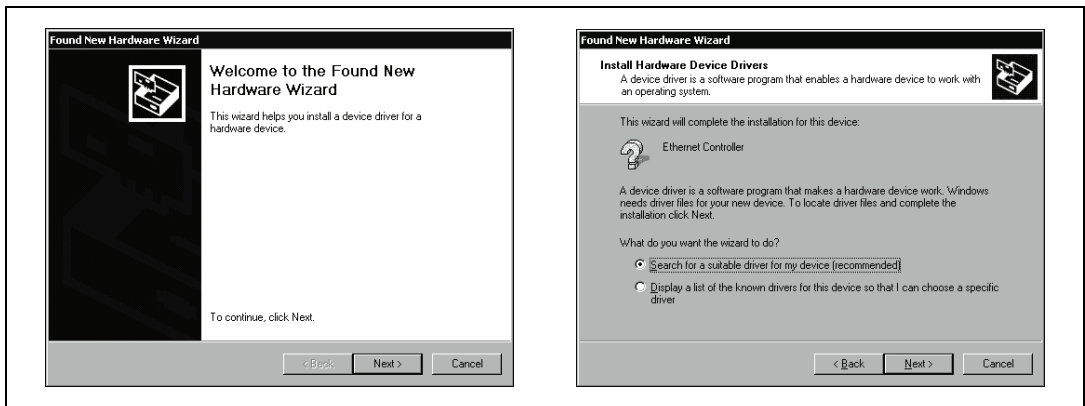 Found New Hardware Wizard
Welcome to the Found New
Hardware Wizard
This wizard helps you install a device driver for a
hardware device.
To continue, click Next.
< Back
Next >
Cancel
Found New Hardware Wizard
Install Hardware Device Drivers
A device driver is a software program that enables a hardware device to work with
an operating system.
This wizard will complete the installation for this device:
Ethernet Controller
A device driver is a software program that makes a hardware device work. Windows
needs driver files for your new device. To locate driver files and complete the
installation click Next.
What do you want the wizard to do?
Search for a suitable driver for my device (recommended)
Display a list of the known drivers for this device so that I can choose a specific
driver
< Back
Next >
Cancel